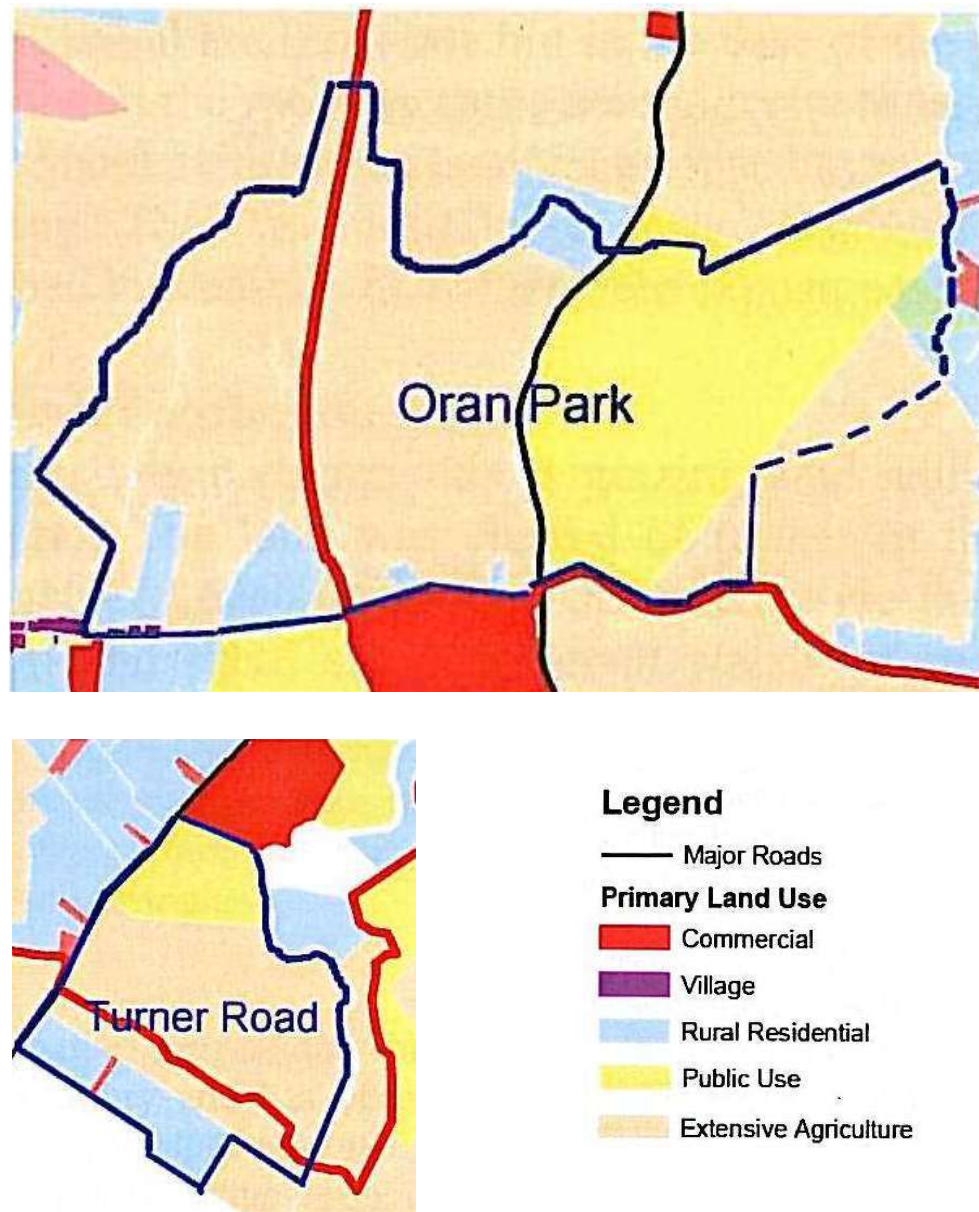 Oran Park
Turner Road
Legend
Major Roads
Primary Land Use
Commercial
Village
Rural Residential
Public Use
Extensive Agriculture